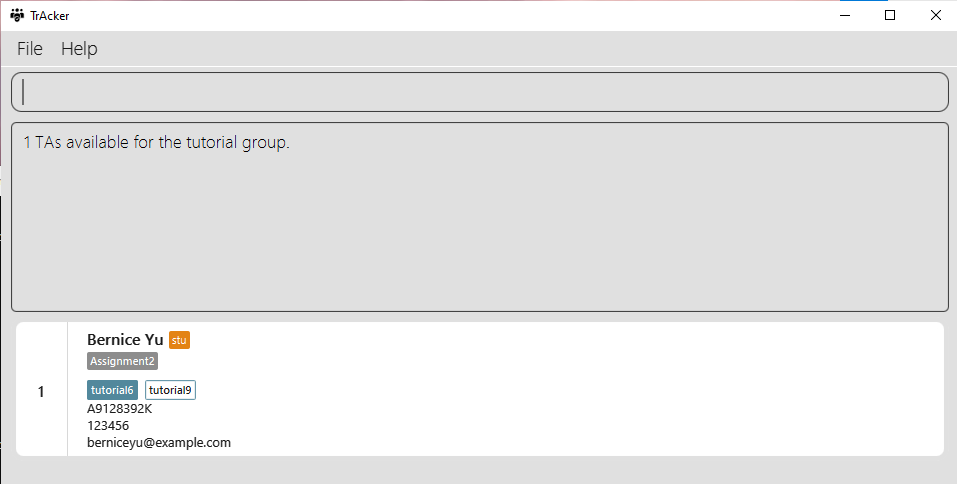 TrAcker
File Help
1 TAs available for the tutorial group.
1
Bernice Yu stu
Assignment2
tutorial6 tutorial9
A9128392K
123456
berniceyu@example.com